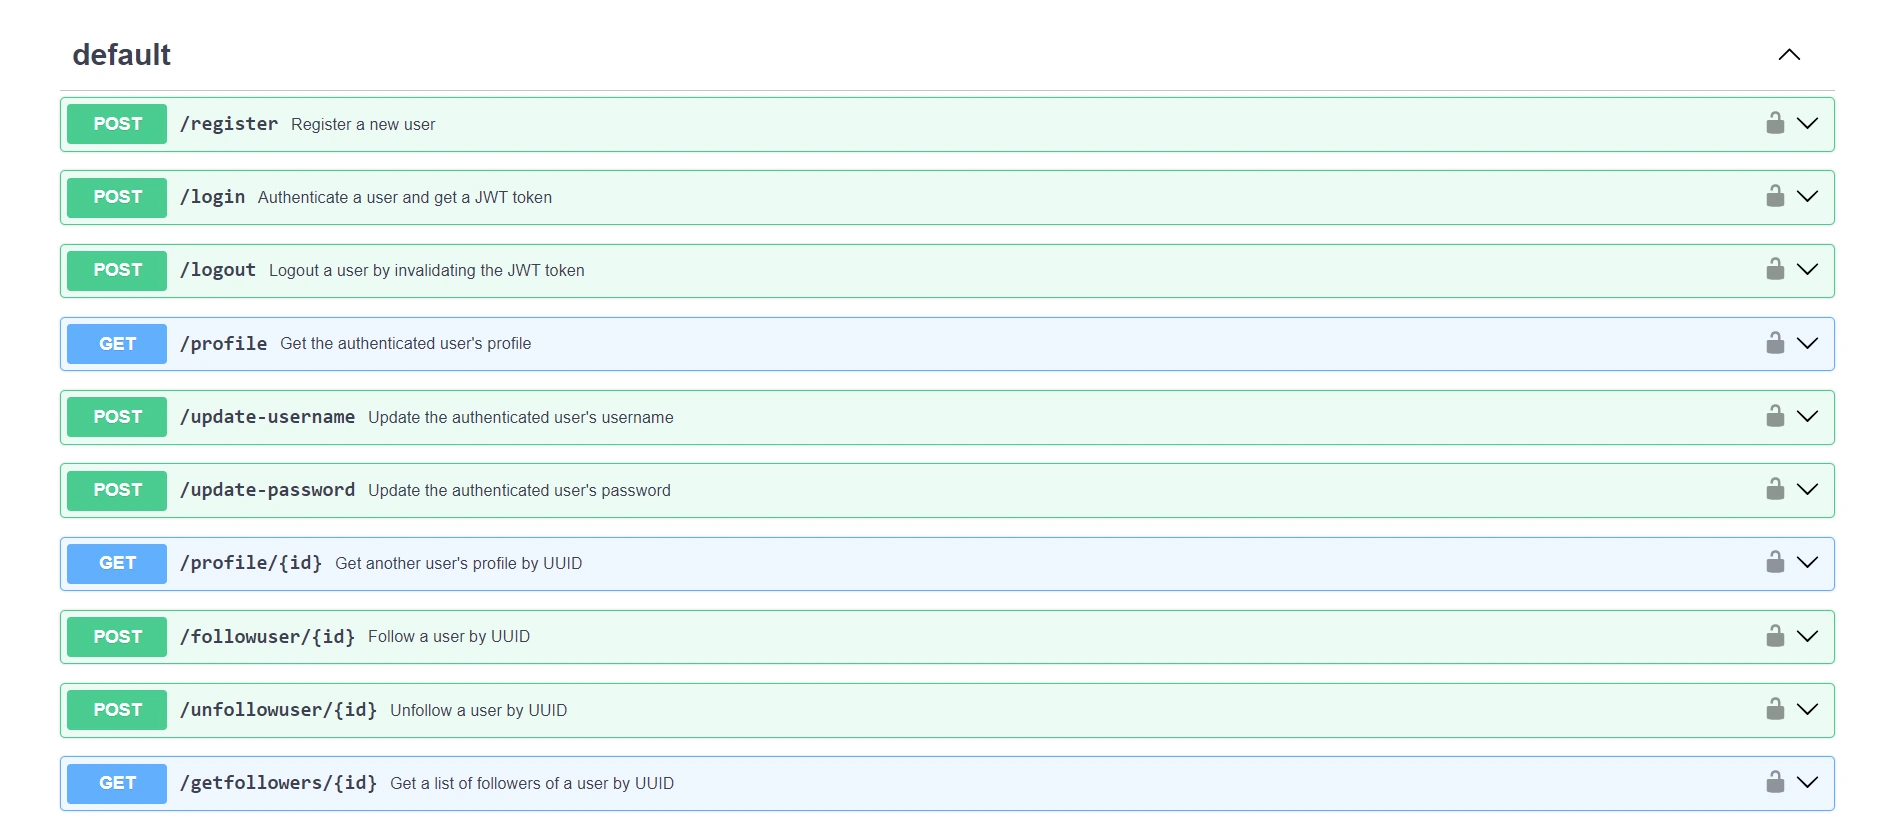 default
POST /register Register a new user
POST /login Authenticate a user and get a JWT token
POST /logout Logout a user by invalidating the JWT token
GET /profile Get the authenticated user's profile
POST /update-username Update the authenticated user's username
POST /update-password Update the authenticated user's password
GET /profile/{id} Get another user's profile by UUID
POST /followuser/{id} Follow a user by UUID
POST /unfollowuser/{id} Unfollow a user by UUID
GET /getfollowers/{id} Get a list of followers of a user by UUID